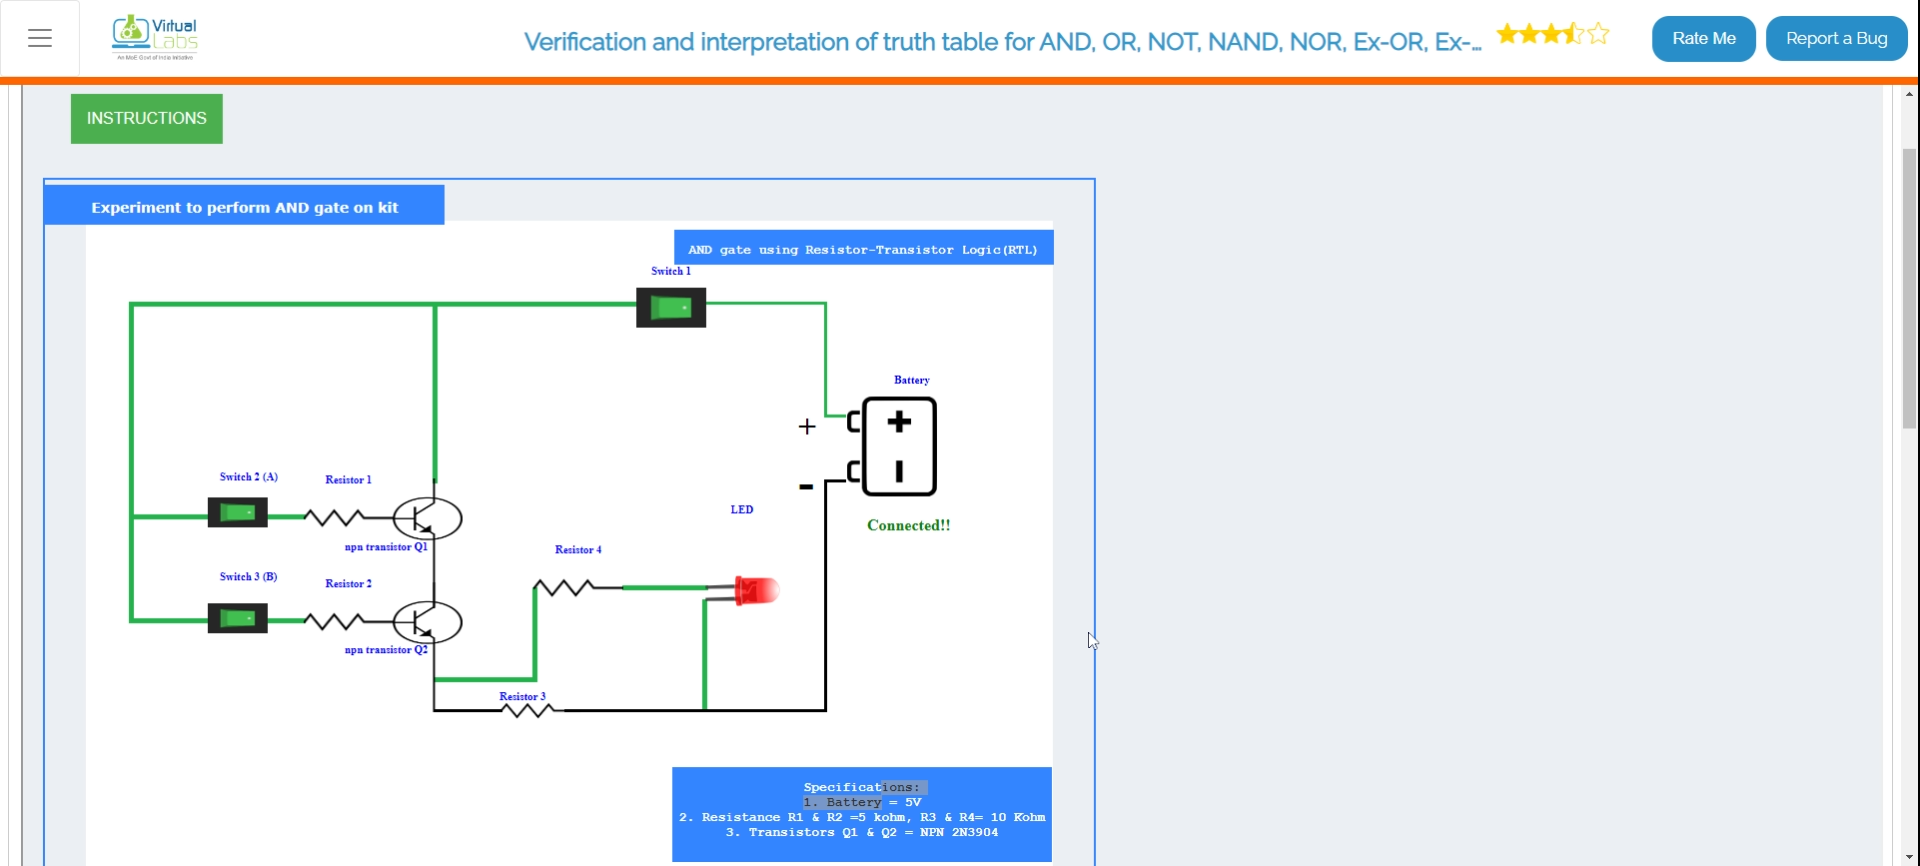 Virtual
Labs
An MoE Govt of India Initiative
Verification and interpretation of truth table for AND, OR, NOT, NAND, NOR, Ex-OR, Ex-...
Rate Me
Report a Bug
INSTRUCTIONS
Experiment to perform AND gate on kit
AND gate using Resistor-Transistor Logic(RTL)
Switch 1
Battery
+
+
-
Switch 2 (A)
Resistor 1
LED
Connected!!
npn transistor Q1
Resistor 4
Switch 3 (B)
Resistor 2
npn transistor Q2
Resistor 3
Specifications:
1. Battery = 5V
2. Resistance R1 & R2 =5 kohm, R3 & R4= 10 Kohm
3. Transistors Q1 & Q2 = NPN 2N3904